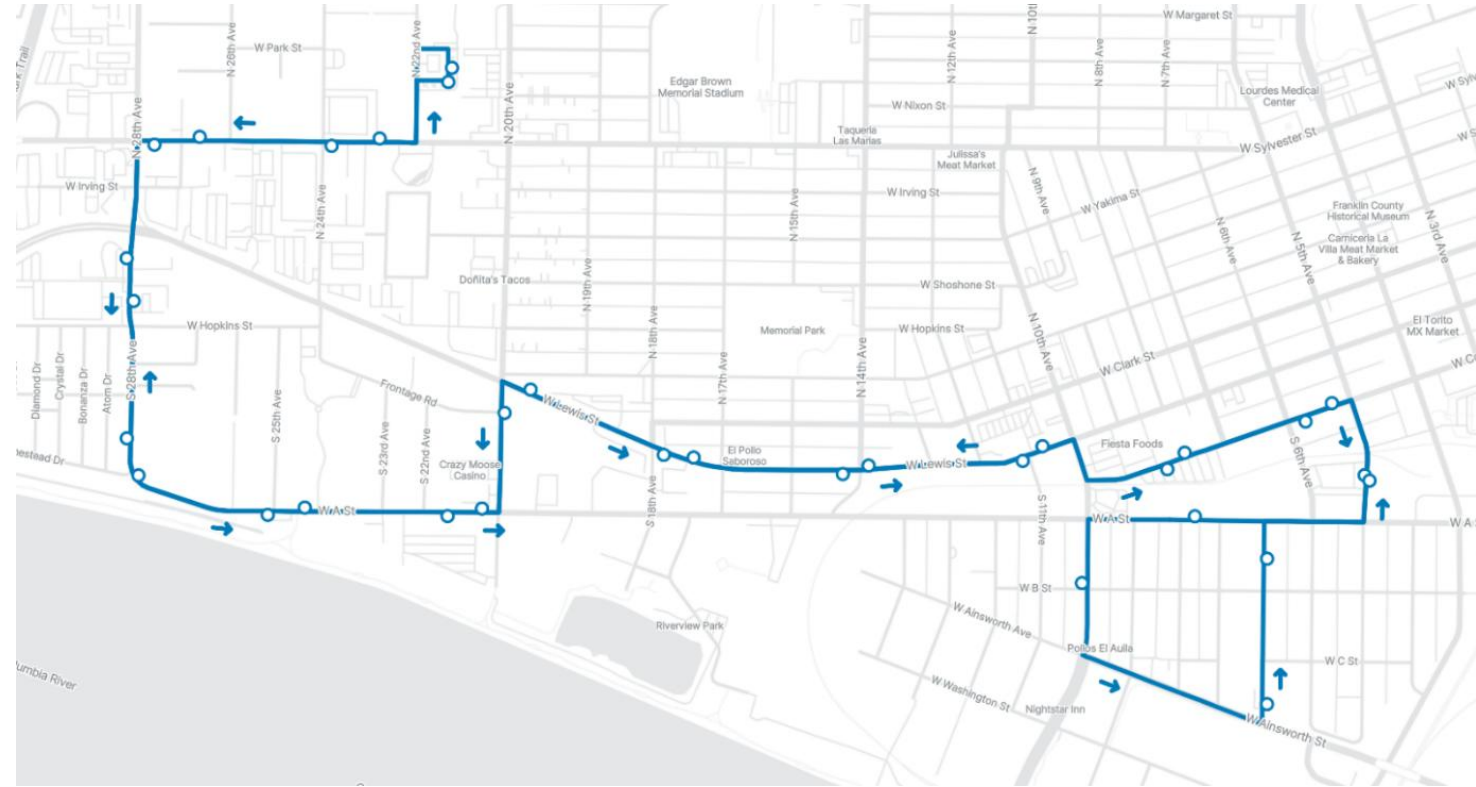 W Margaret St
N 10th
N 26th Ave
W Park St
N 22nd Ave
N 12th Ave
N 8th Ave
N 7th Ave
Edgar Brown
Memorial Stadium
Lourdes Medical
Center
W Nixon St
N 20th Ave
N 28th Ave
Taqueria
Las Marias
W Sylvester St
Julissa's
Meat Market
W Irving St
N 24th Ave
W Irving St
N 9th Ave
W Yakima St
N 15th Ave
Franklin County
Historical Museum
N 3rd Ave
N 6th Ave
N 5th Ave
Carniceria La
Villa Meat Market
& Bakery
Doñita's Tacos
N 19th Ave
W Shoshone St
W Hopkins St
Memorial Park
W Hopkins St
N 18th Ave
N 14th Ave
N 10th Ave
El Torito
MX Market
W Clark St
Diamond Dr
Crystal Dr
Bonanza Dr
Atom Dr
S 28th Ave
S 25th Ave
Frontage Rd
N 17th Ave
W Lewis St
S 23rd Ave
S 22nd Ave
Crazy Moose
Casino
El Pollo
Saboroso
W Lewis St
Fiesta Foods
S 6th Ave
S 18th Ave
S 11th Ave
W A St
W A St
W A
W B St
W Ainsworth Ave
Riverview Park
Pollos El Aulla
W C St
W Washington St
Nightstar Inn
W Ainsworth St
River